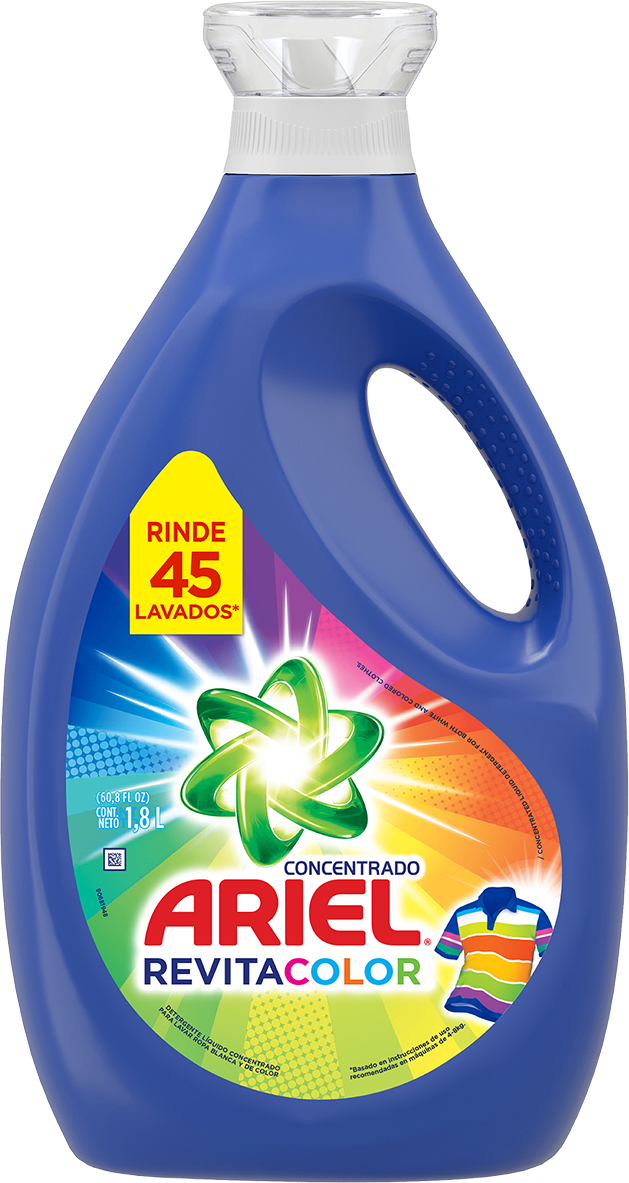 RINDE
45
LAVADOS*
/ CONCENTRATED LIQUID DETERGENT FOR BOTH WHITE AND COLORED CLOTHES.
(60,8 FL OZ)
CONT.
NETO 1,8 L
CONCENTRADO
ARIEL®
REVITACOLOR
DETERGENTE LÍQUIDO CONCENTRADO
PARA LAVAR ROPA BLANCA Y DE COLOR
*Basado en instrucciones de uso
recomendadas en máquinas de 4-8kg.